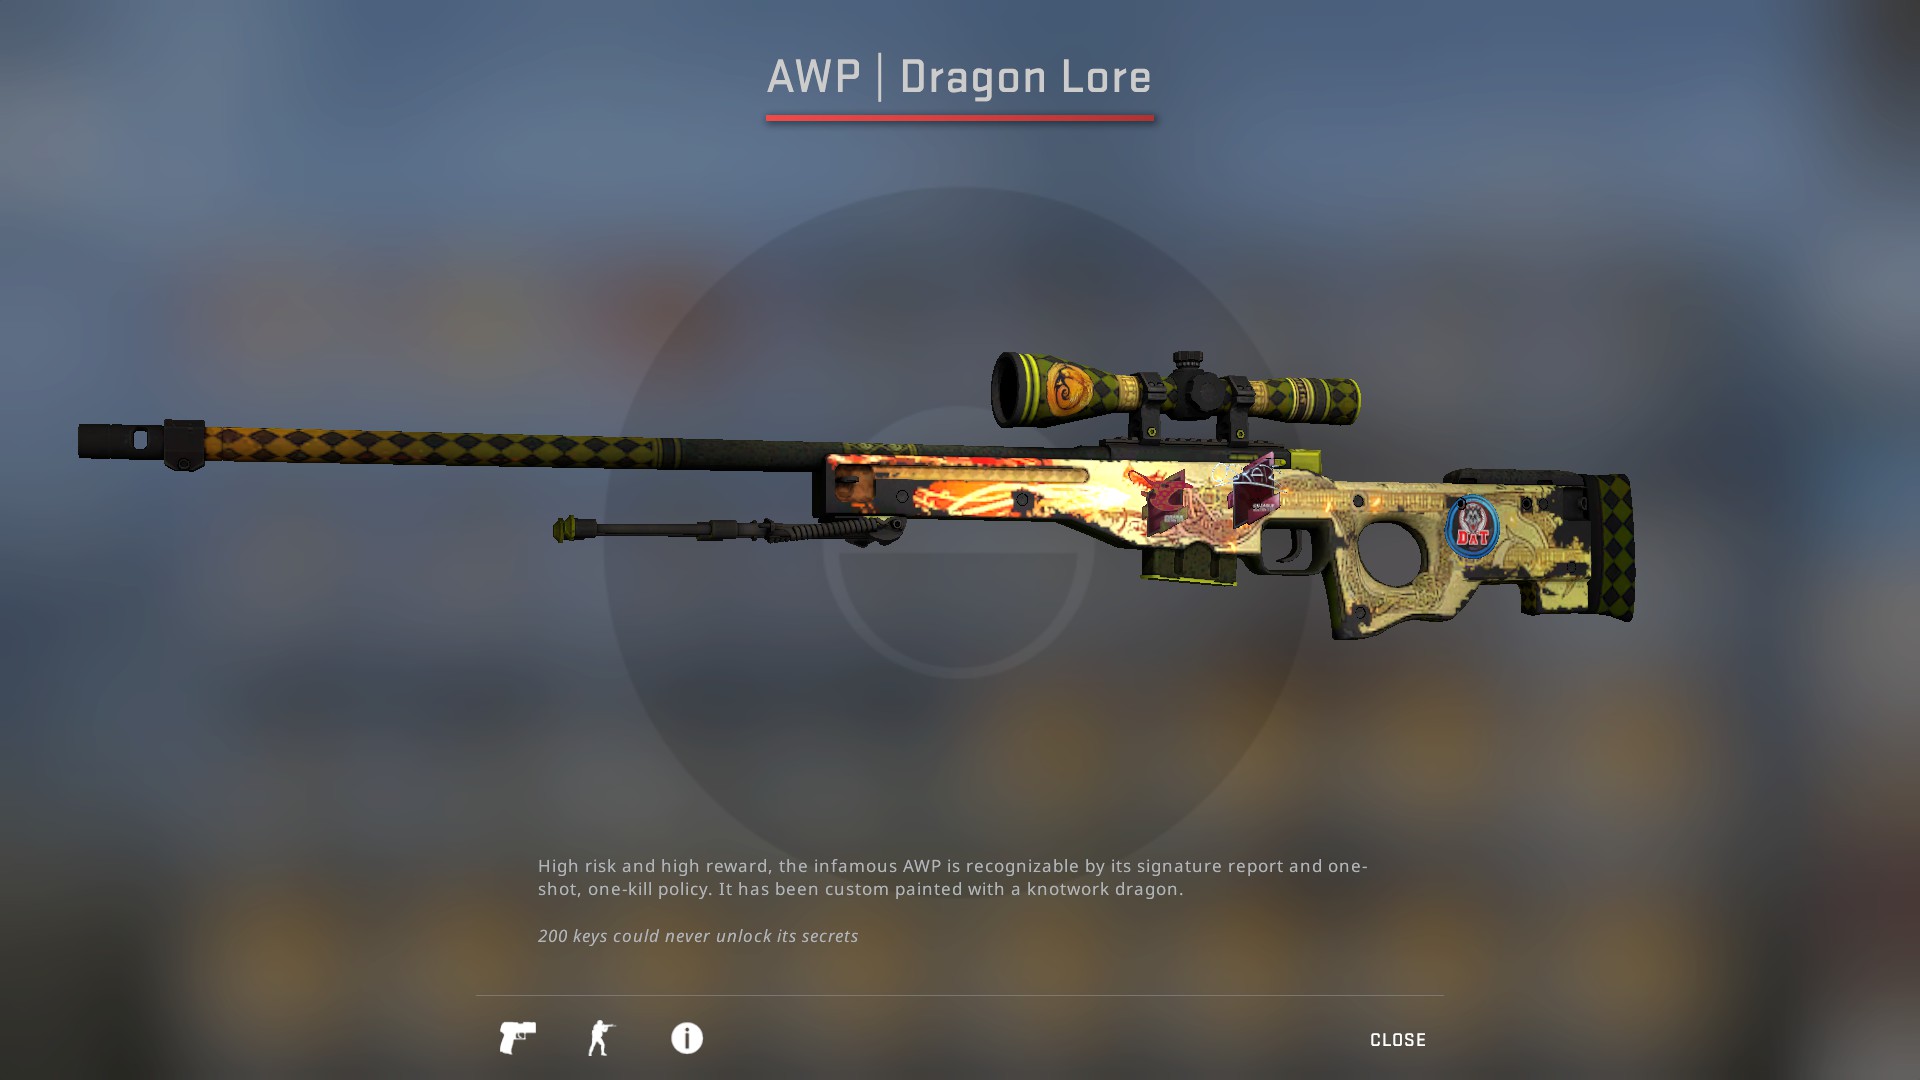 AWP | Dragon Lore
DAT
High risk and high reward, the infamous AWP is recognizable by its signature report and one-
shot, one-kill policy. It has been custom painted with a knotwork dragon.
200 keys could never unlock its secrets
CLOSE